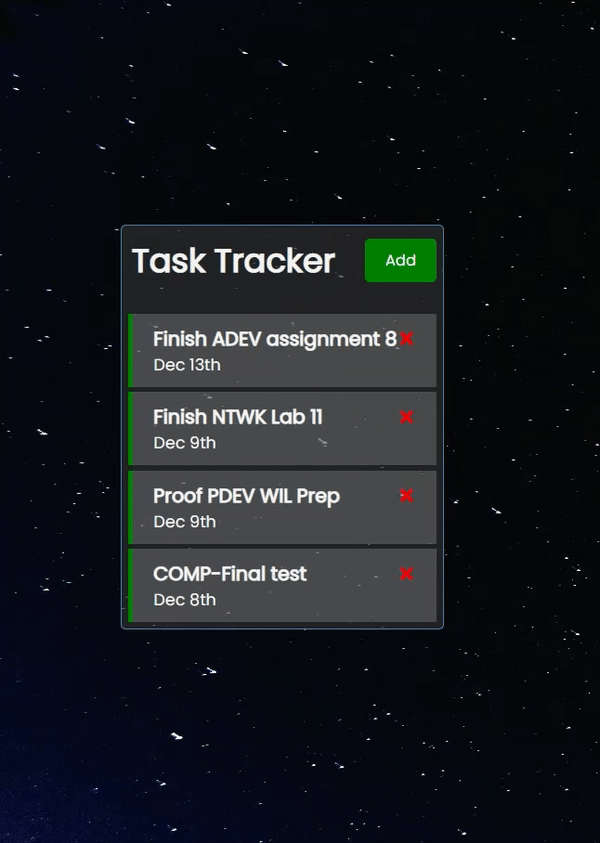 Task Tracker
Add
Finish ADEV assignment 8
Dec 13th
Finish NTWK Lab 11
Dec 9th
Proof PDEV WIL Prep
Dec 9th
COMP-Final test
Dec 8th